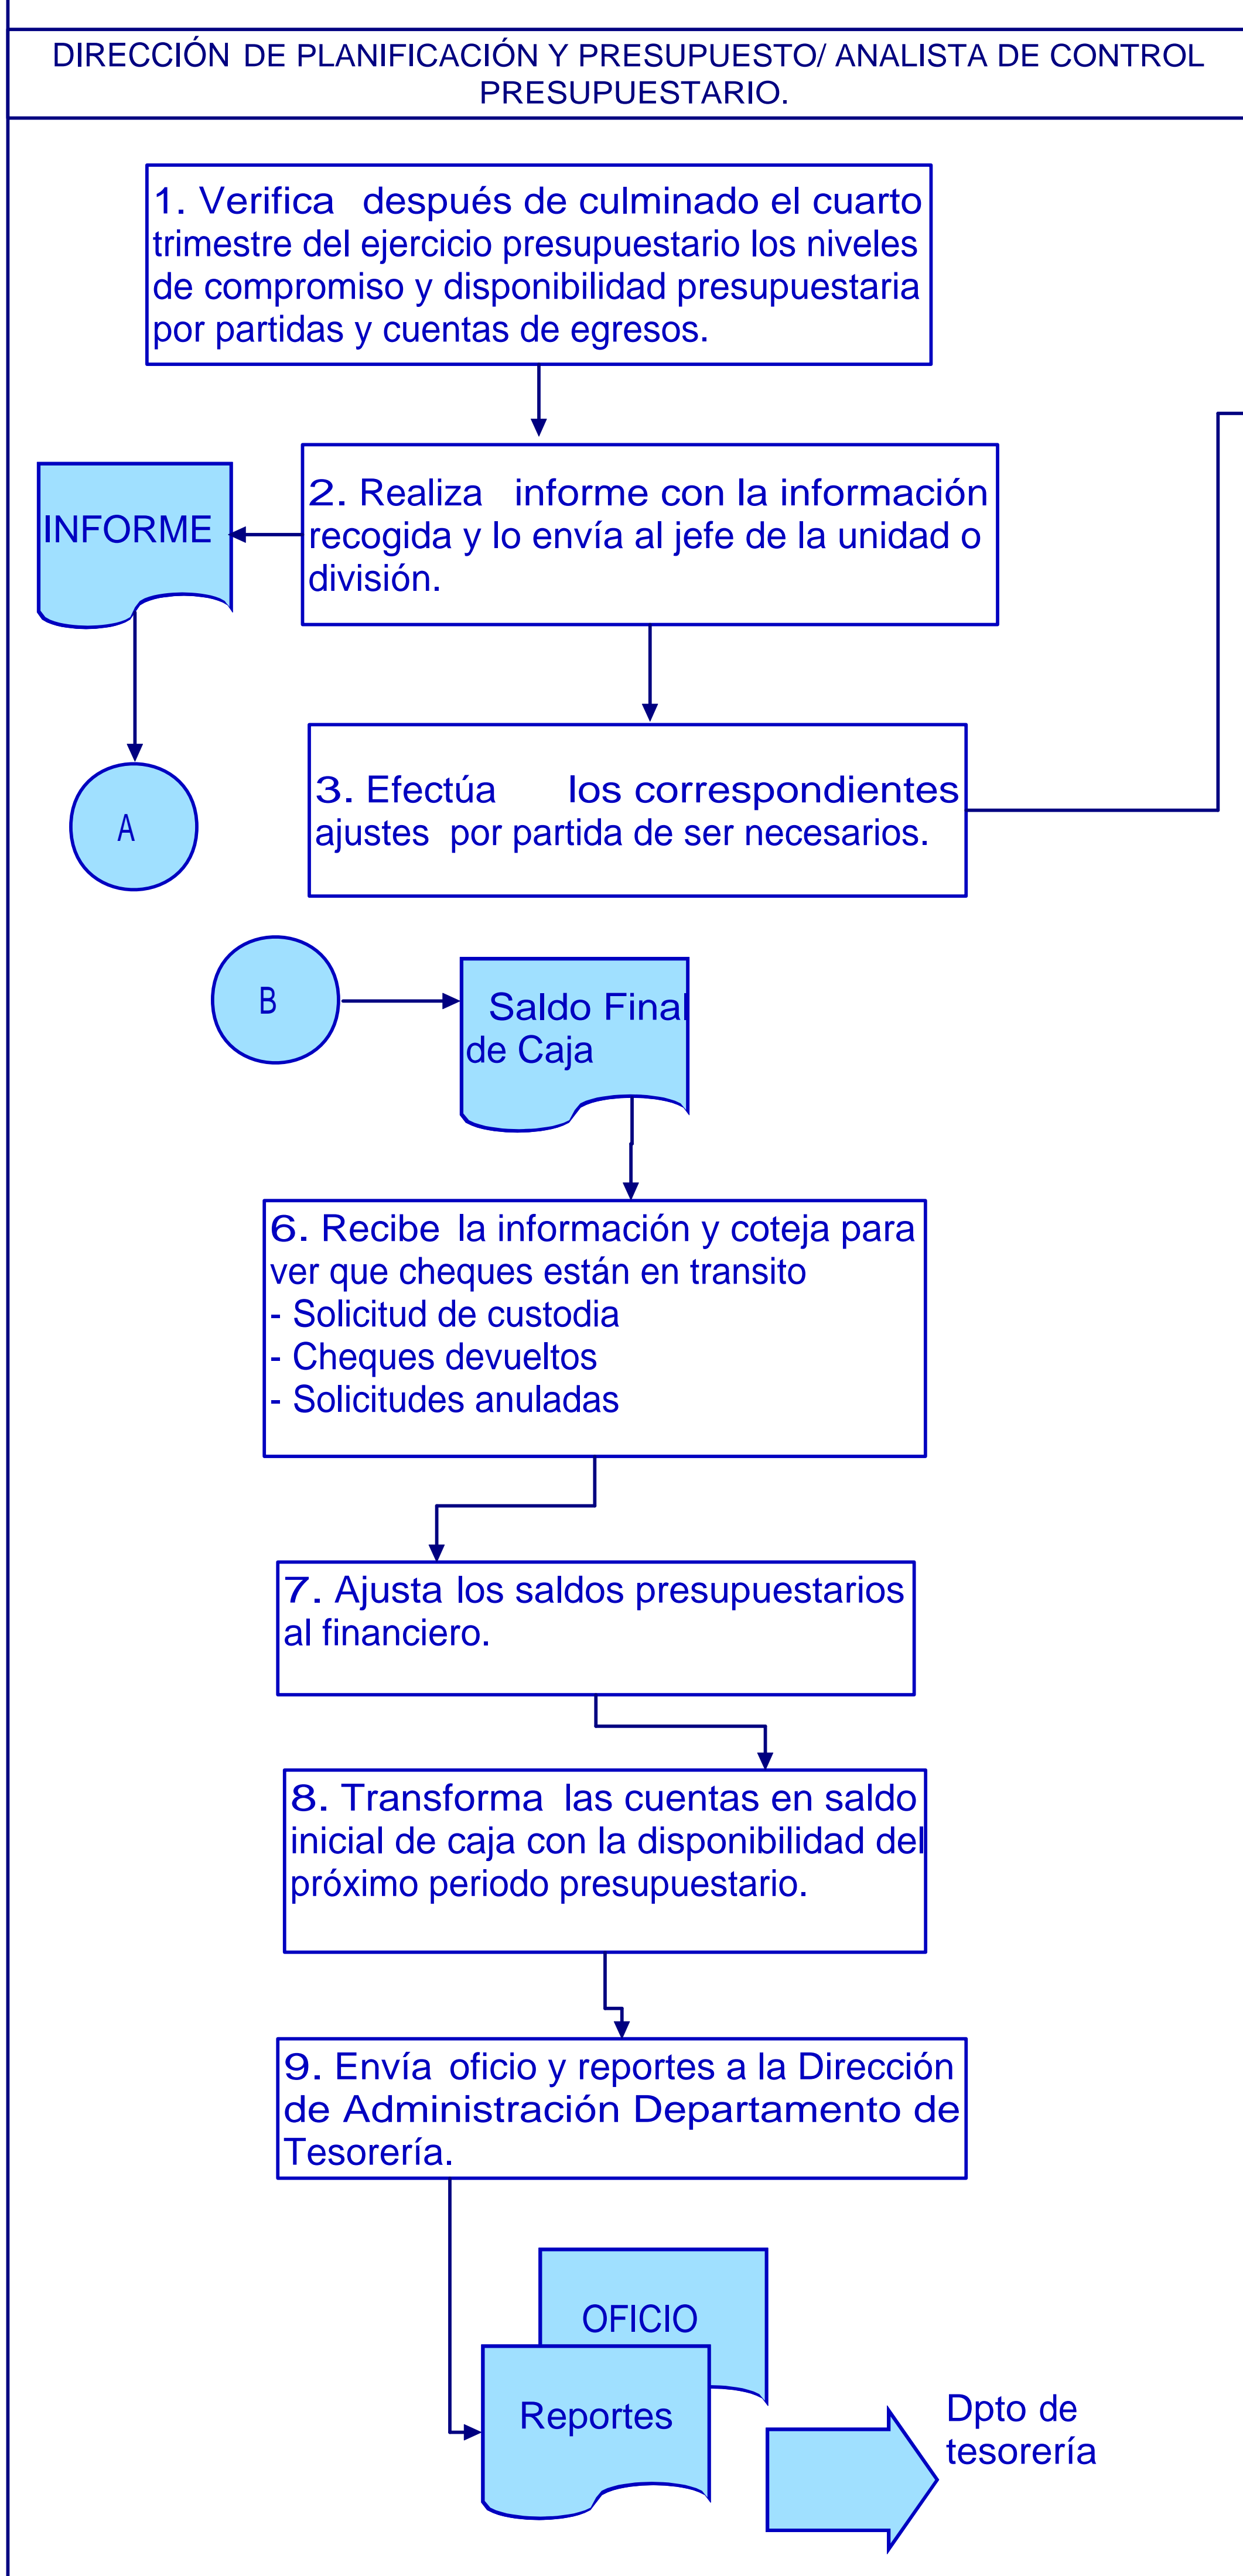 DIRECCIÓN DE PLANIFICACIÓN Y PRESUPUESTO/ ANALISTA DE CONTROL
PRESUPUESTARIO.
1. Verifica después de culminado el cuarto
trimestre del ejercicio presupuestario los niveles
de compromiso y disponibilidad presupuestaria
por partidas y cuentas de egresos.
INFORME
2. Realiza informe con la información
recogida y lo envía al jefe de la unidad o
división.
A
3. Efectúa los correspondientes
ajustes por partida de ser necesarios.
B
Saldo Final
de Caja
6. Recibe la información y coteja para
ver que cheques están en transito
- Solicitud de custodia
- Cheques devueltos
- Solicitudes anuladas
7. Ajusta los saldos presupuestarios
al financiero.
8. Transforma las cuentas en saldo
inicial de caja con la disponibilidad del
próximo periodo presupuestario.
9. Envía oficio y reportes a la Dirección
de Administración Departamento de
Tesorería.
OFICIO
Reportes
Dpto de
tesorería